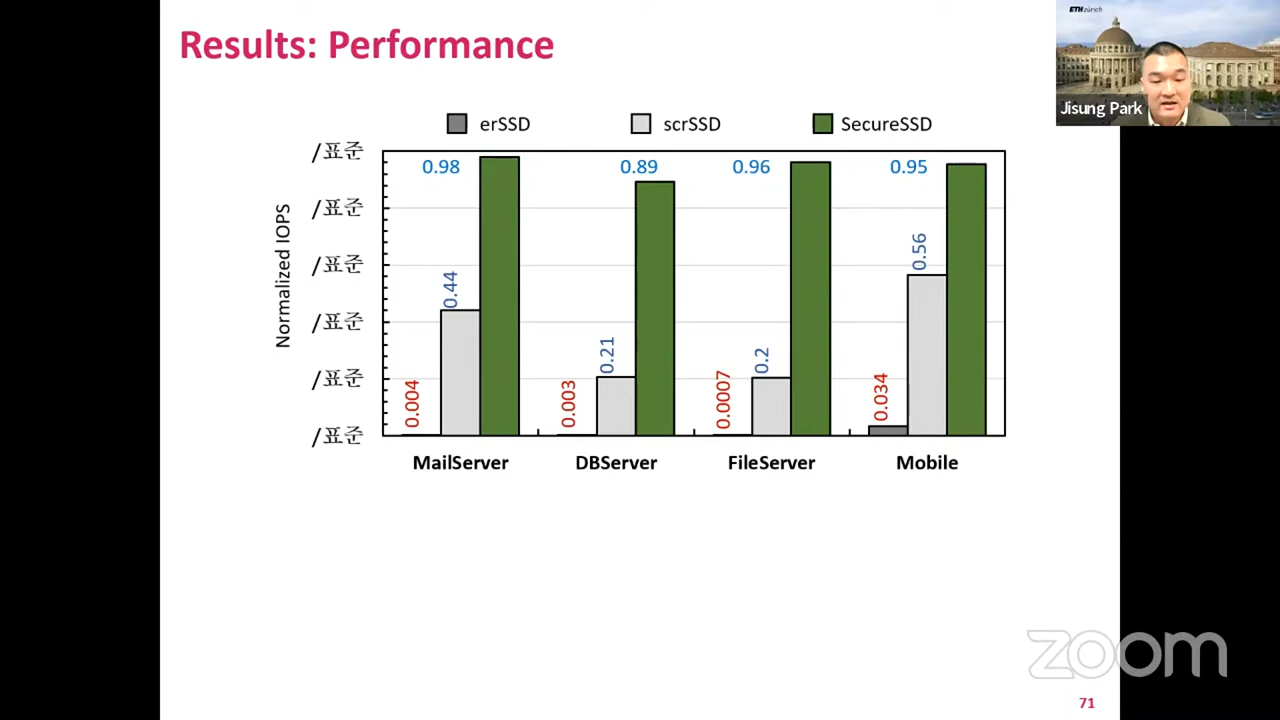 Results: Performance
ETH zürich
Jisung Park
erSSD
scrSSD
SecureSSD
/표준
/표준
/표준
/표준
/표준
/표준
Normalized IOPS
0.004
0.44
0.98
0.003
0.21
0.89
0.0007
0.2
0.96
0.034
0.56
0.95
MailServer
DBServer
FileServer
Mobile
zoom
71